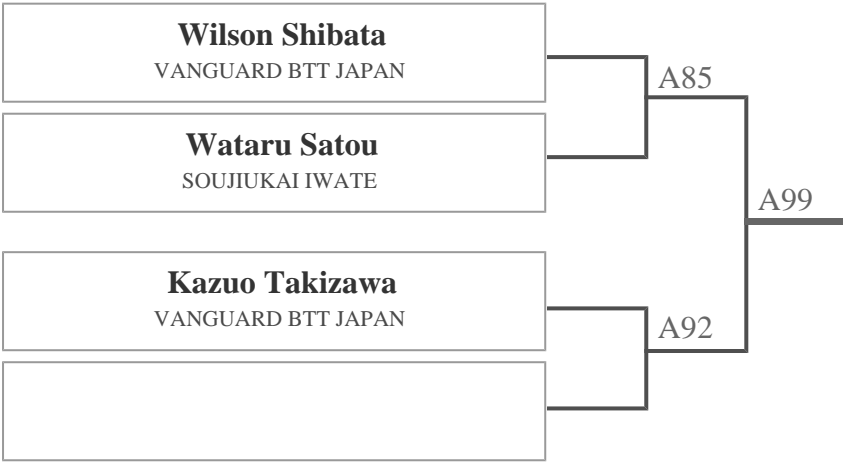 Wilson Shibata
VANGUARD BTT JAPAN
A85
Wataru Satou
SOUJIUKAI IWATE
A99
Kazuo Takizawa
VANGUARD BTT JAPAN
A92